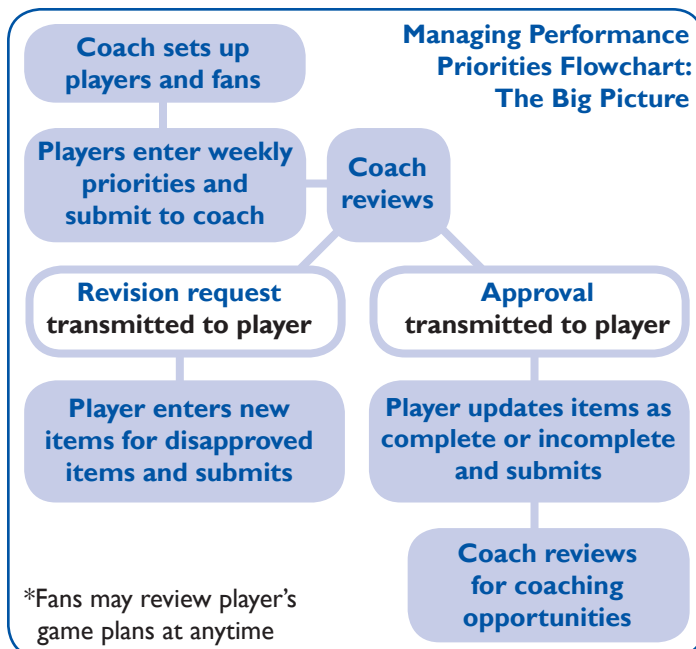 Managing Performance
Priorities Flowchart:
The Big Picture
Coach sets up
players and fans
Players enter weekly
priorities and
submit to coach
Coach
reviews
Revision request
transmitted to player
Approval
transmitted to player
Player enters new
items for disapproved
items and submits
Player updates items as
complete or incomplete
and submits
Coach reviews
for coaching
opportunities
*Fans may review player's
game plans at anytime